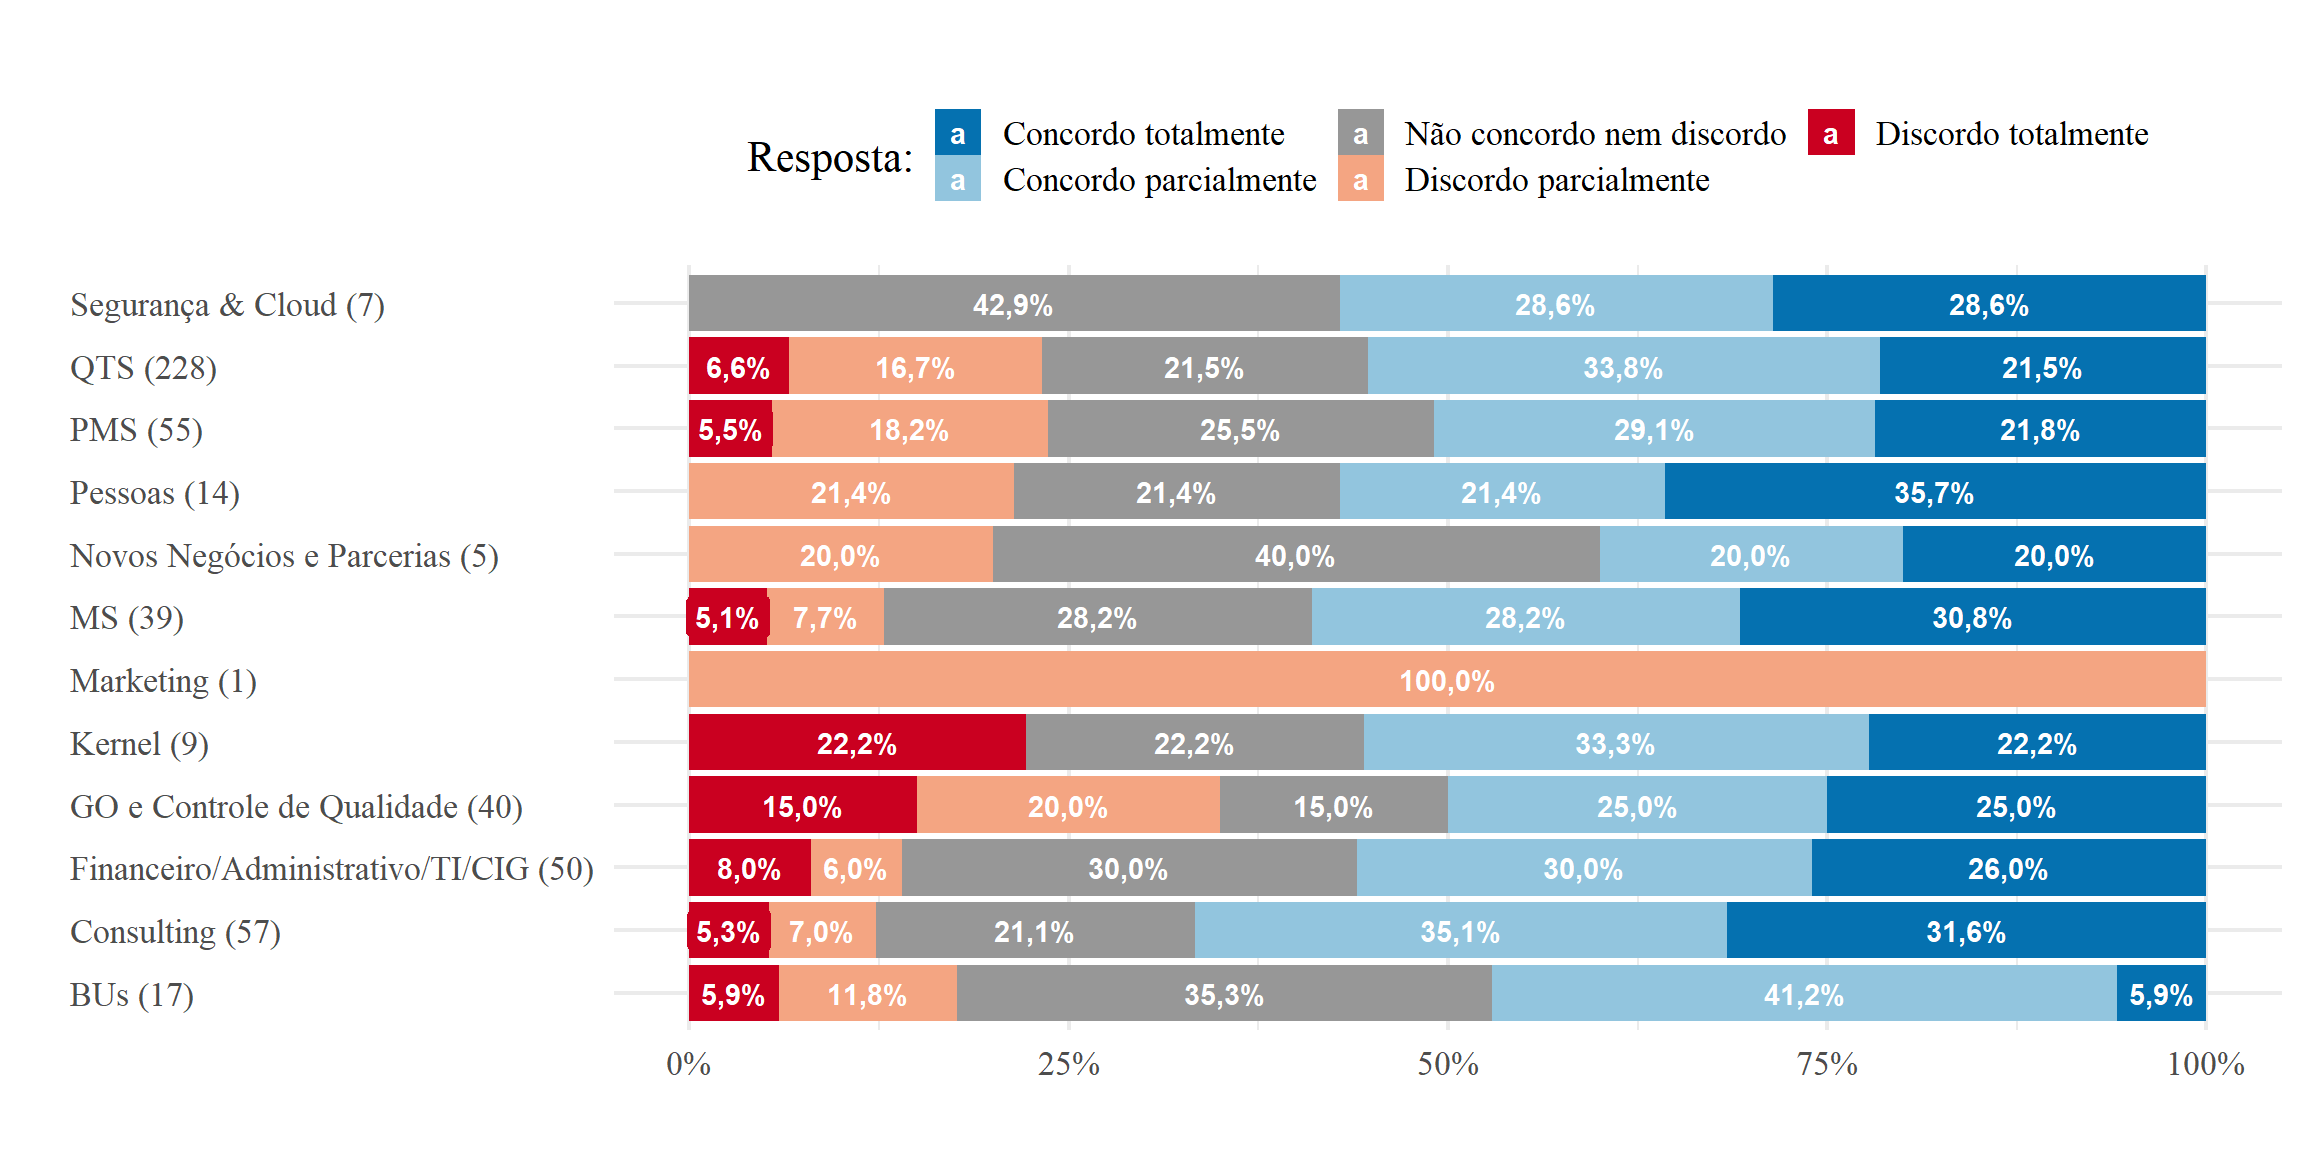 Resposta:
a Concordo totalmente
a Não concordo nem discordo
a Discordo totalmente
a Concordo parcialmente
a Discordo parcialmente
Segurança & Cloud (7) 42,9% 28,6% 28,6%
QTS (228) 6,6% 16,7% 21,5% 33,8% 21,5%
PMS (55) 5,5% 18,2% 25,5% 29,1% 21,8%
Pessoas (14) 21,4% 21,4% 21,4% 35,7%
Novos Negócios e Parcerias (5) 20,0% 40,0% 20,0% 20,0%
MS (39) 5,1% 7,7% 28,2% 28,2% 30,8%
Marketing (1) 100,0%
Kernel (9) 22,2% 22,2% 33,3% 22,2%
GO e Controle de Qualidade (40) 15,0% 20,0% 15,0% 25,0% 25,0%
Financeiro/Administrativo/TI/CIG (50) 8,0% 6,0% 30,0% 30,0% 26,0%
Consulting (57) 5,3% 7,0% 21,1% 35,1% 31,6%
BUs (17) 5,9% 11,8% 35,3% 41,2% 5,9%
0% 25% 50% 75% 100%